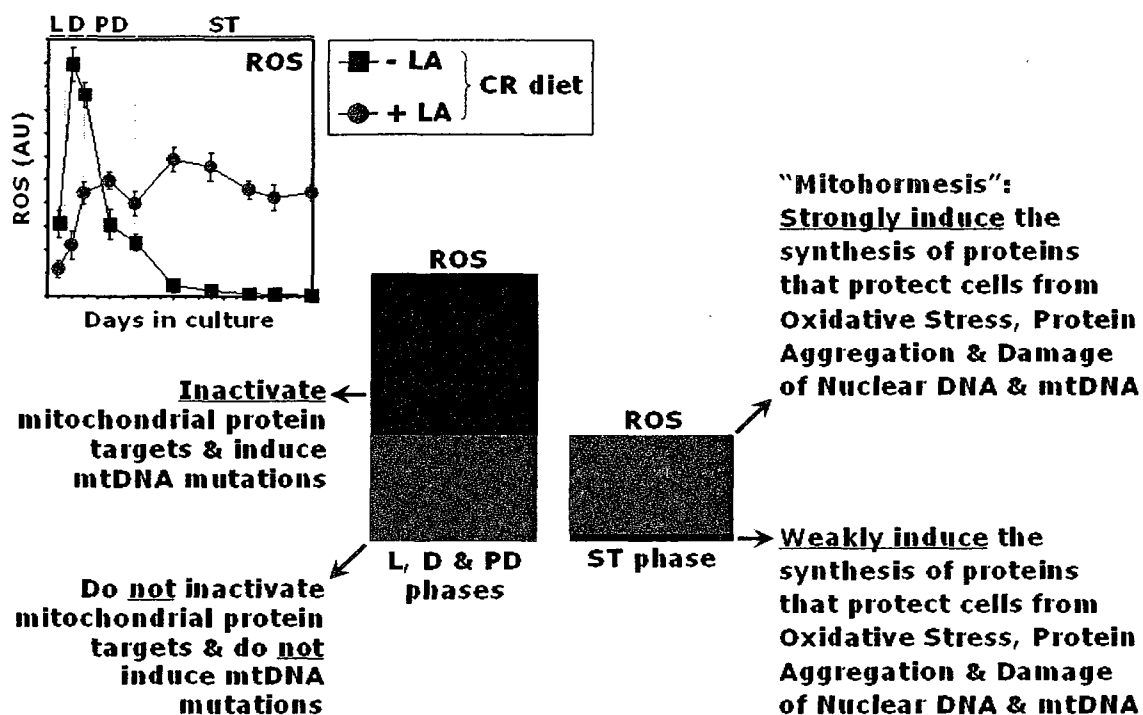 L D PD ST
ROS
ROS (AU)
Days in culture
- LA
+ LA
CR diet
ROS
Inactivate
mitochondrial protein
targets & induce
mtDNA mutations
Do not inactivate
mitochondrial protein
targets & do not
induce mtDNA
mutations
L, D & PD
phases
ROS
ST phase
"Mitohormesis":
Strongly induce the
synthesis of proteins
that protect cells from
Oxidative Stress, Protein
Aggregation & Damage
of Nuclear DNA & mtDNA
Weakly induce the
synthesis of proteins
that protect cells from
Oxidative Stress, Protein
Aggregation & Damage
of Nuclear DNA & mtDNA